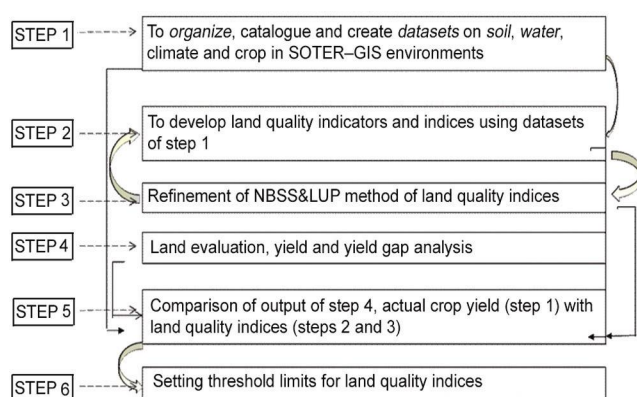 STEP 1
To organize, catalogue and create datasets on soil, water,
climate and crop in SOTER–GIS environments
STEP 2
To develop land quality indicators and indices using datasets
of step 1
STEP 3
Refinement of NBSS&LUP method of land quality indices
STEP 4
Land evaluation, yield and yield gap analysis
STEP 5
Comparison of output of step 4, actual crop yield (step 1) with
land quality indices (steps 2 and 3)
STEP 6
Setting threshold limits for land quality indices